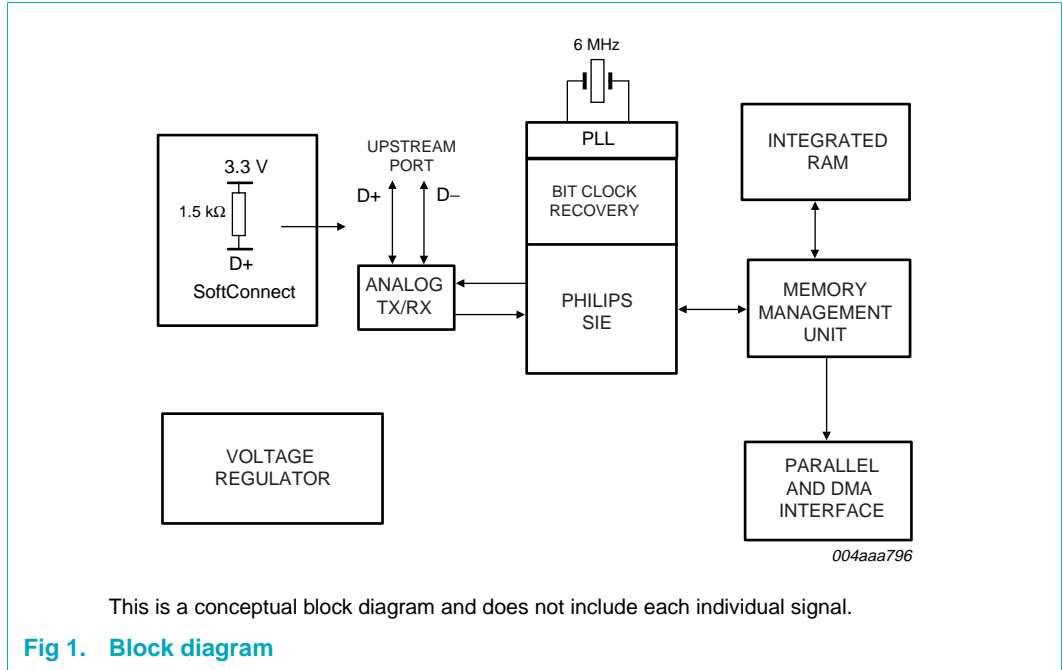 6 MHz
PLL
BIT CLOCK
RECOVERY
PHILIPS
SIE
3.3 V
1.5 kΩ
D+
SoftConnect
UPSTREAM
PORT
D+ D−
ANALOG
TX/RX
INTEGRATED
RAM
MEMORY
MANAGEMENT
UNIT
VOLTAGE
REGULATOR
PARALLEL
AND DMA
INTERFACE
004aaa796
This is a conceptual block diagram and does not include each individual signal.
Fig 1. Block diagram